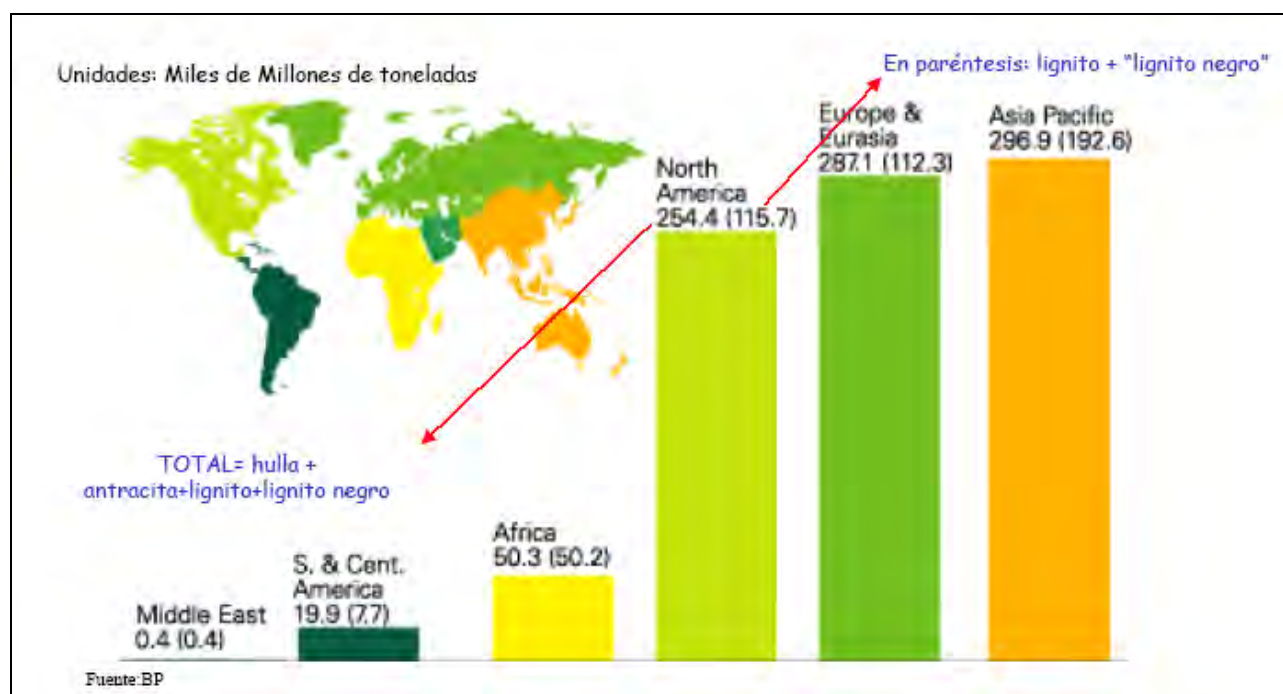 Unidades: Miles de Millones de toneladas
En paréntesis: lignito + "lignito negro"
Europe &
Eurasia
287.1 (112.3)
Asia Pacific
296.9 (192.6)
North
America
254.4 (115.7)
TOTAL= hulla +
antracita+lignito+lignito negro
Africa
50.3 (50.2)
S. & Cent.
America
19.9 (7.7)
Middle East
0.4 (0.4)
Fuente:BP